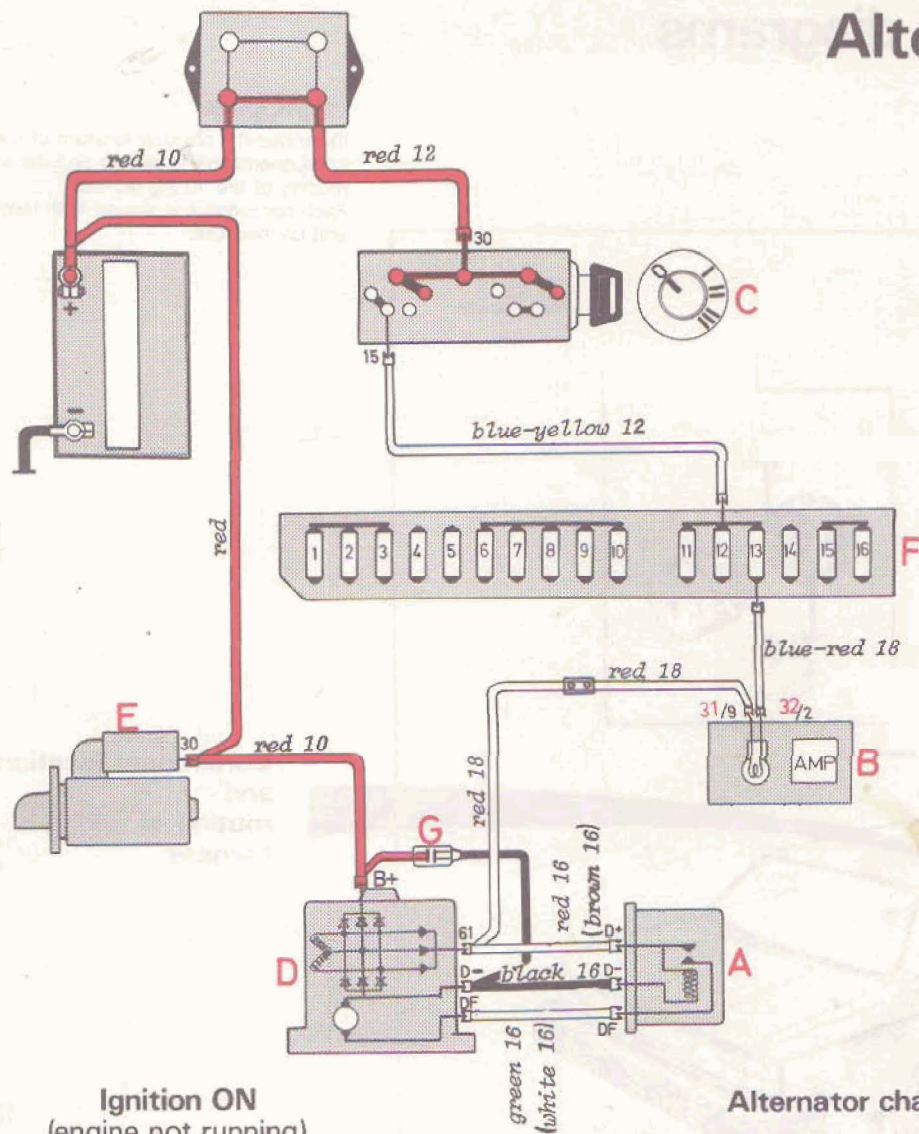 Alte
red 10
red 12
30
C
O I II III
+
-
15
blue-yellow 12
red
1 2 3 4 5 6 7 8 9 10 11 12 13 14 15 16
F
blue-red 18
red 18
31/9 32/2
AMP
B
E
30
red 10
red 18
G
B+
red 16
(brown 16)
D
61
D+
A
D-
black 16
D-
DF
DF
green 16
(white 16)
Ignition ON
(engine not running)
Alternator cha